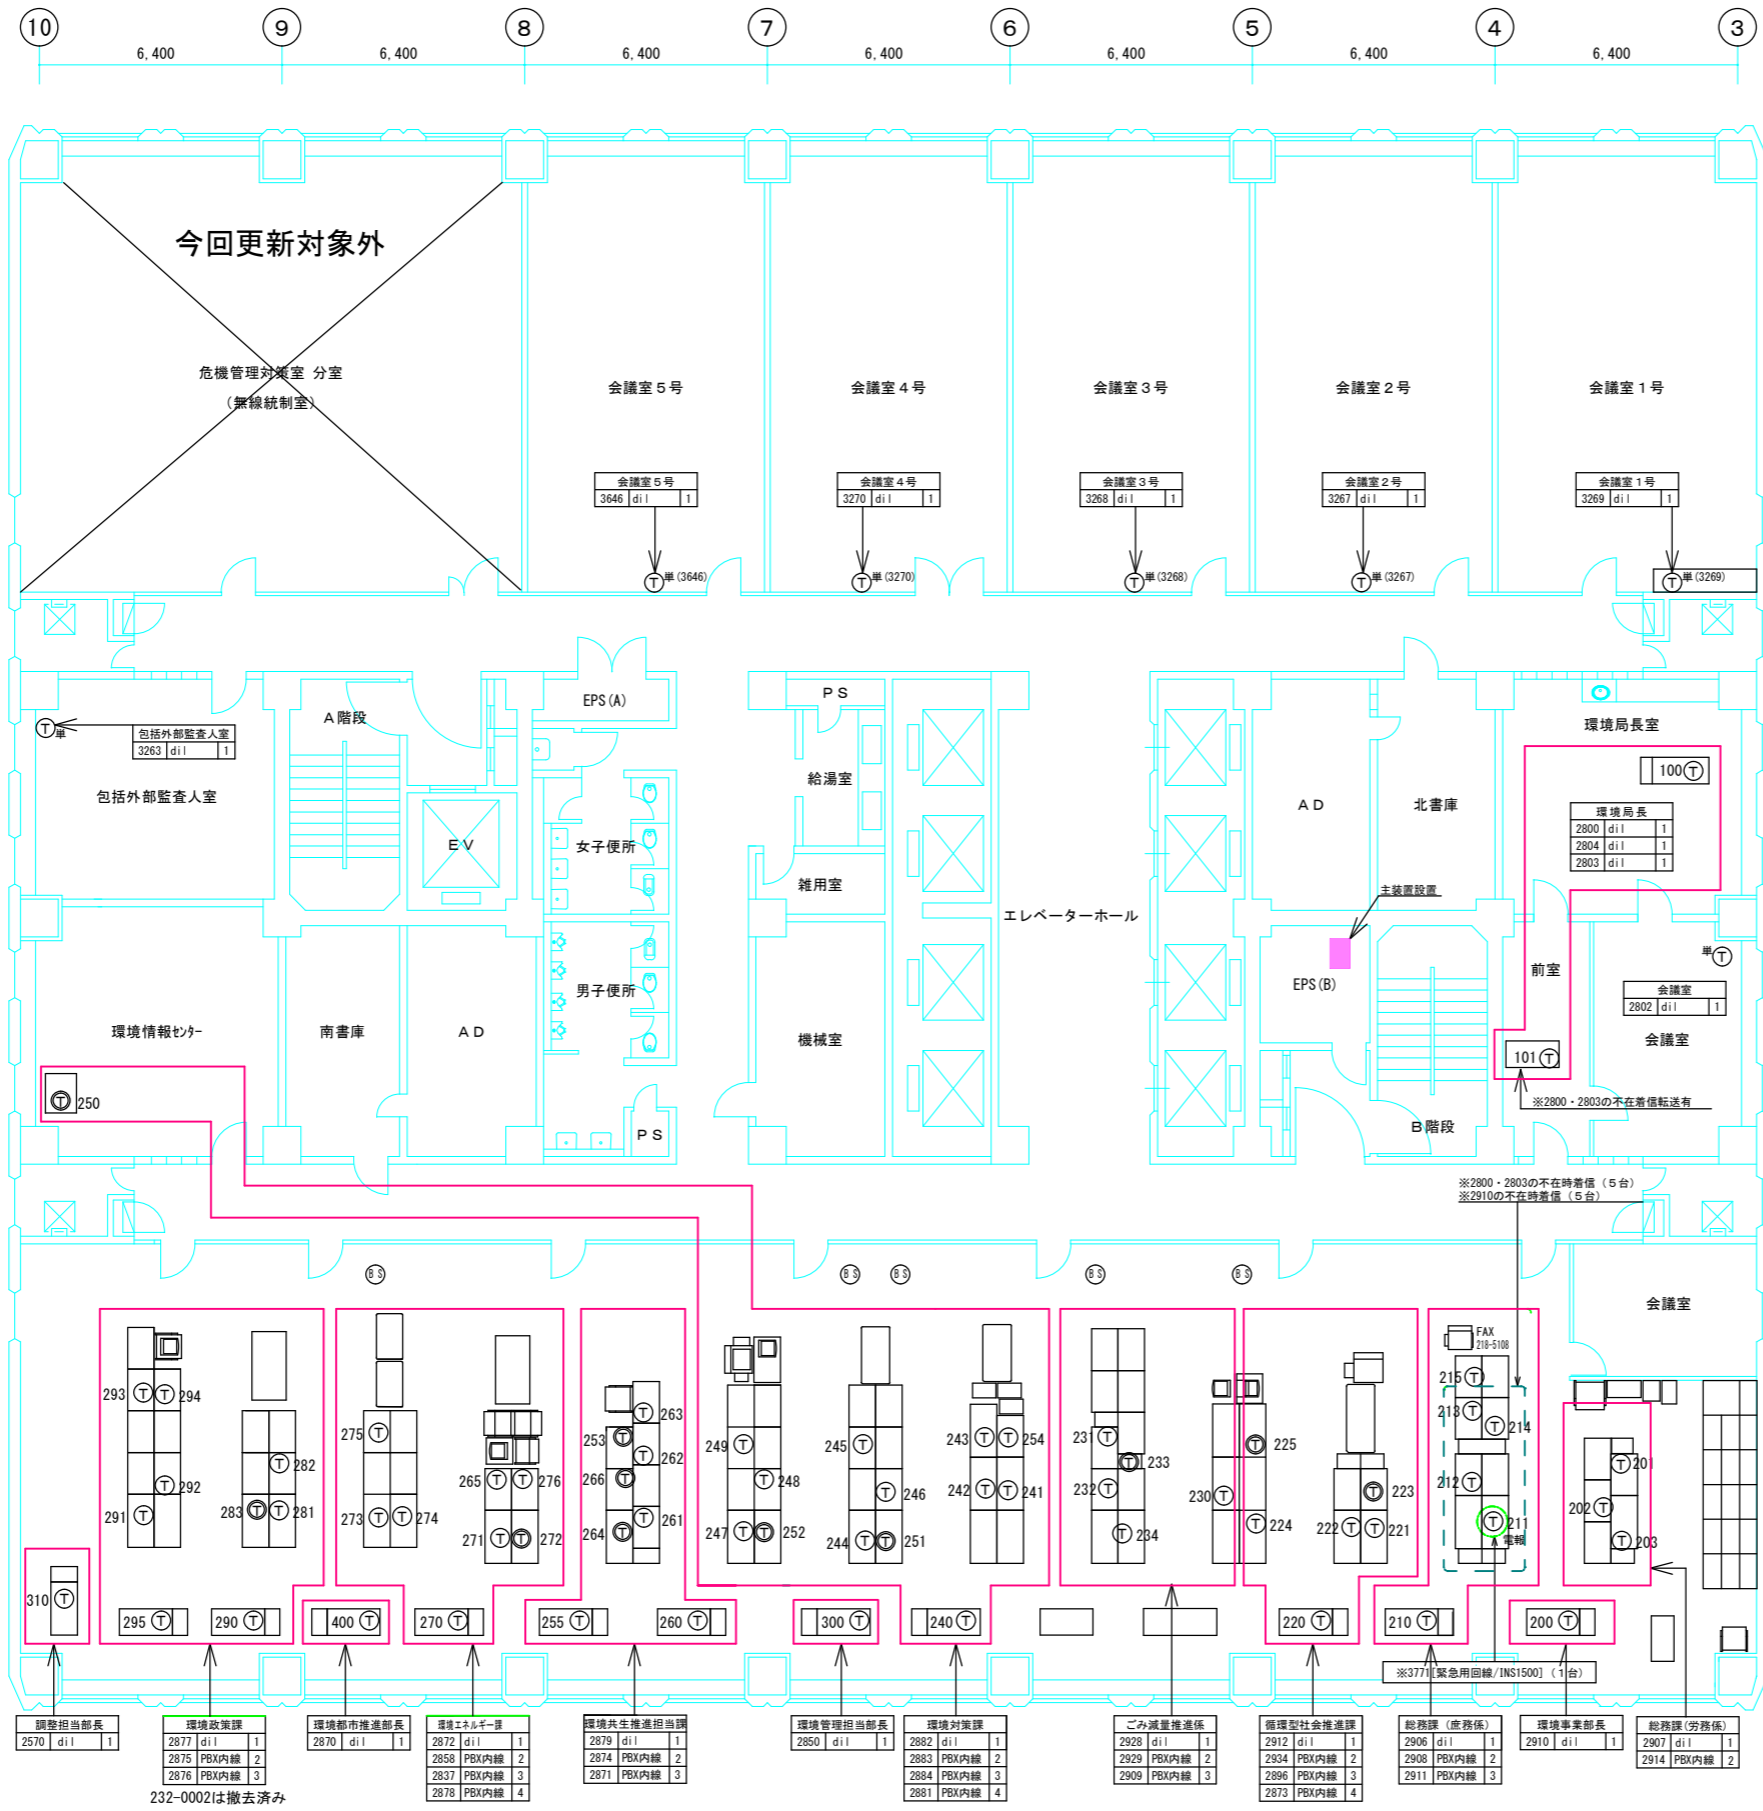 10 9 8 7 6 5 4 3
6,400 6,400 6,400 6,400 6,400 6,400 6,400
今回更新対象外
危機管理対策室 分室
（無線統制室）
会議室５号
会議室４号
会議室３号
会議室２号
会議室１号
会議室５号
3646 dil 1
会議室４号
3270 dil 1
会議室３号
3268 dil 1
会議室２号
3267 dil 1
会議室１号
3269 dil 1
T 単(3646)
T 単(3270)
T 単(3268)
T 単(3267)
T 単(3269)
T 単
包括外部監査人室
3263 dil 1
包括外部監査人室
A階段
EPS(A)
PS
給湯室
EV
女子便所
雑用室
男子便所
機械室
PS
環境情報ｾﾝﾀｰ
南書庫
AD
T 250
エレベーターホール
AD
北書庫
主装置設置
EPS(B)
B階段
環境局長室
100 T
環境局長
2800 dil 1
2804 dil 1
2803 dil 1
前室
単 T
会議室
2802 dil 1
会議室
101 T
※2800・2803の不在着信転送有
※2800・2803の不在時着信（５台）
※2910の不在時着信（５台）
BS BS BS BS BS
会議室
FAX
218-5108
293 T T 294
T 292
291 T
T 282
283 T T 281
275 T
273 T T 274
265 T T 276
271 T T 272
T 263
253 T
T 262
266 T
T 261
264 T
249 T
T 248
247 T T 252
245 T
T 246
244 T T 251
243 T T 254
242 T T 241
231 T
T 233
232 T
T 234
T 225
230 T
T 224
T 223
222 T T 221
215 T
213 T
T 214
212 T
T 211
電報
T 201
202 T
T 203
310 T
295 T
290 T
400 T
270 T
255 T
260 T
300 T
240 T
220 T
210 T
200 T
※3771[緊急用回線/INS1500]（１台）
調整担当部長
2570 dil 1
環境政策課
2877 dil 1
2875 PBX内線 2
2876 PBX内線 3
232-0002は撤去済み
環境都市推進部長
2870 dil 1
環境エネルギー課
2872 dil 1
2858 PBX内線 2
2837 PBX内線 3
2878 PBX内線 4
環境共生推進担当課
2879 dil 1
2874 PBX内線 2
2871 PBX内線 3
環境管理担当部長
2850 dil 1
環境対策課
2882 dil 1
2883 PBX内線 2
2884 PBX内線 3
2881 PBX内線 4
ごみ減量推進係
2928 dil 1
2929 PBX内線 2
2909 PBX内線 3
循環型社会推進課
2912 dil 1
2934 PBX内線 2
2896 PBX内線 3
2873 PBX内線 4
総務課（庶務係）
2906 dil 1
2908 PBX内線 2
2911 PBX内線 3
環境事業部長
2910 dil 1
総務課(労務係)
2907 dil 1
2914 PBX内線 2